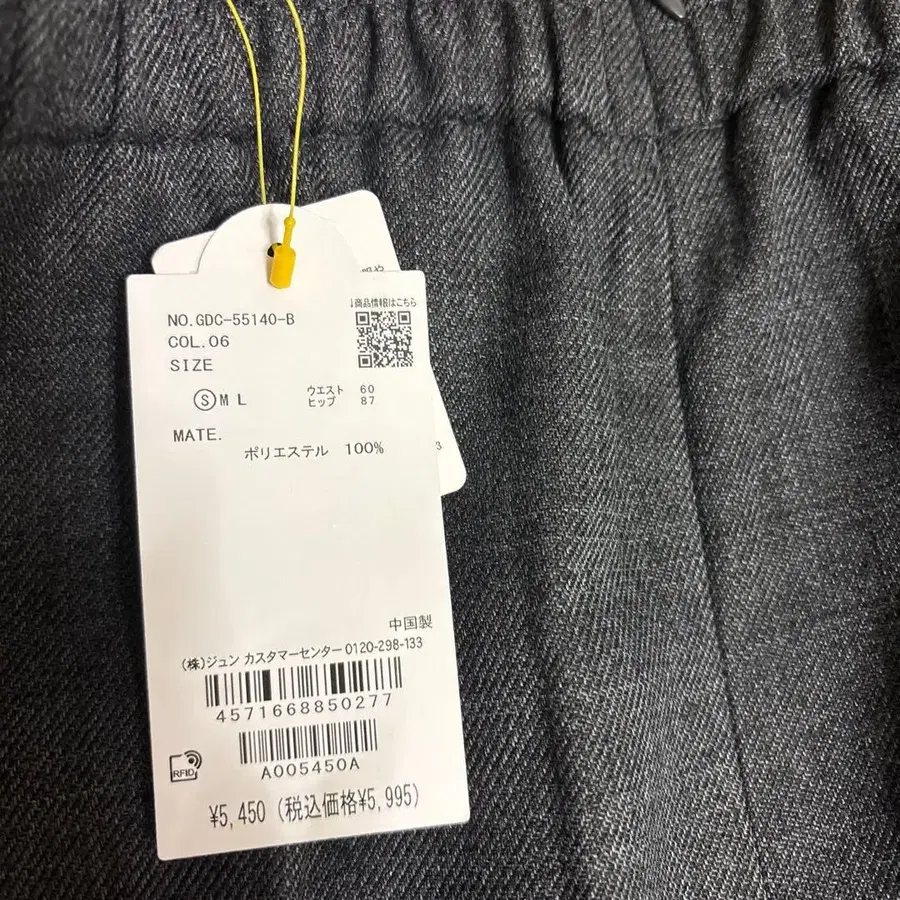 NO.GDC-55140-B
COL.06
SIZE
↓商品情報はこちら
Ⓢ M L
ウエスト 60
ヒップ 87
MATE.
ポリエステル 100%
3
中国製
(株)ジュン カスタマーセンター 0120-298-133
4571668850277
A005450A
RFID
¥5,450 (税込価格¥5,995)